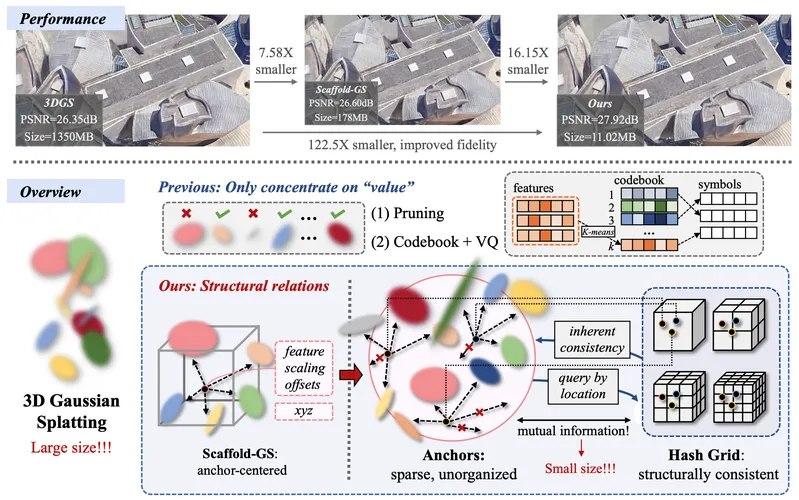 Performance
3DGS
PSNR=26.35dB
Size=1350MB
7.58X
smaller
Scaffold-GS
PSNR=26.60dB
Size=178MB
16.15X
smaller
Ours
PSNR=27.92dB
Size=11.02MB
122.5X smaller, improved fidelity
Overview
Previous: Only concentrate on “value”
(1) Pruning
(2) Codebook + VQ
features
codebook
symbols
1
2
3
...
k
K-means
3D Gaussian
Splatting
Large size!!!
Ours: Structural relations
feature
scaling
offsets
xyz
Scaffold-GS:
anchor-centered
Anchors:
sparse, unorganized
inherent
consistency
query by
location
mutual information!
Small size!!!
Hash Grid:
structurally consistent